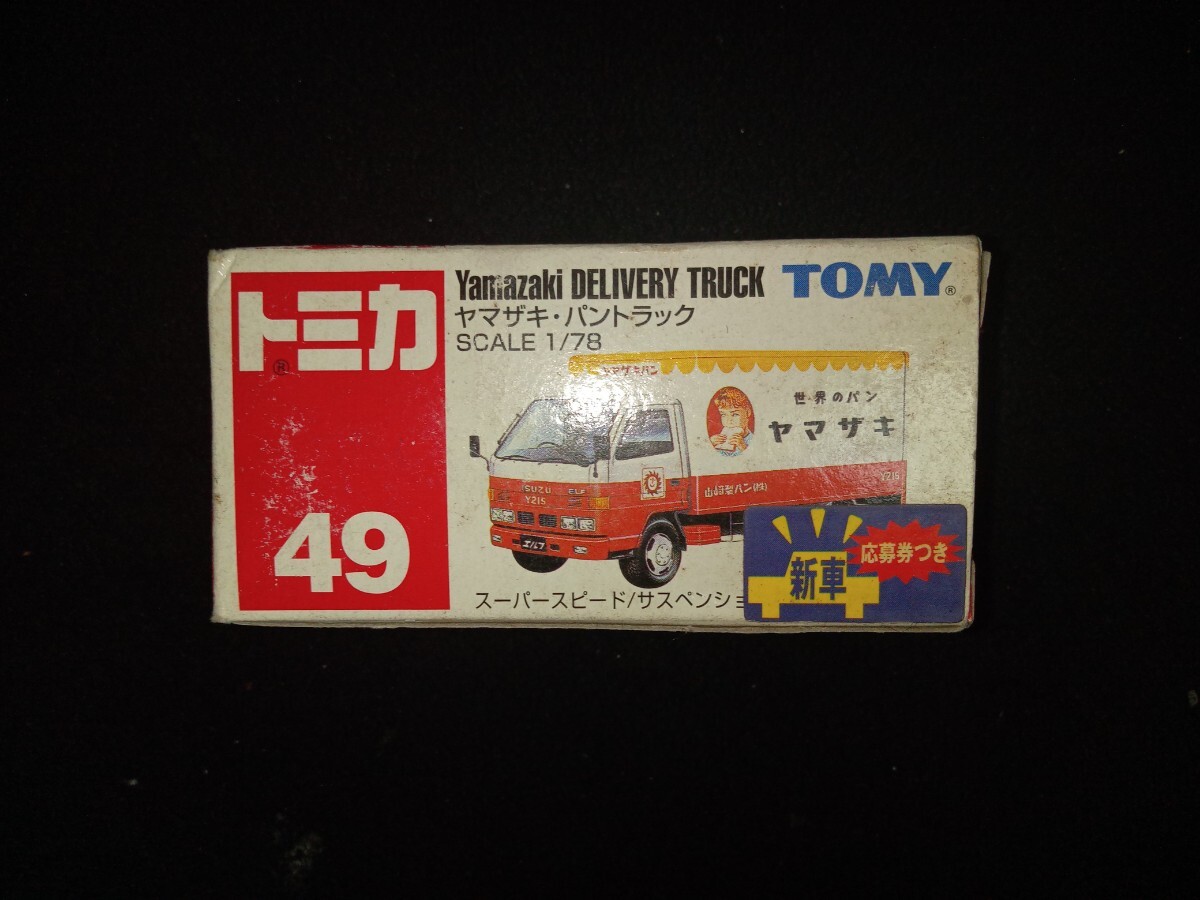 トミカ®
49
Yamazaki DELIVERY TRUCK TOMY®
ヤマザキ・パントラック
SCALE 1/78
ヤマザキパン
世界のパン
ヤマザキ
ISUZU
Y215
ELF
山崎製パン(株)
Y215
エルフ
スーパースピード/サスペンショ
新車
応募券つき